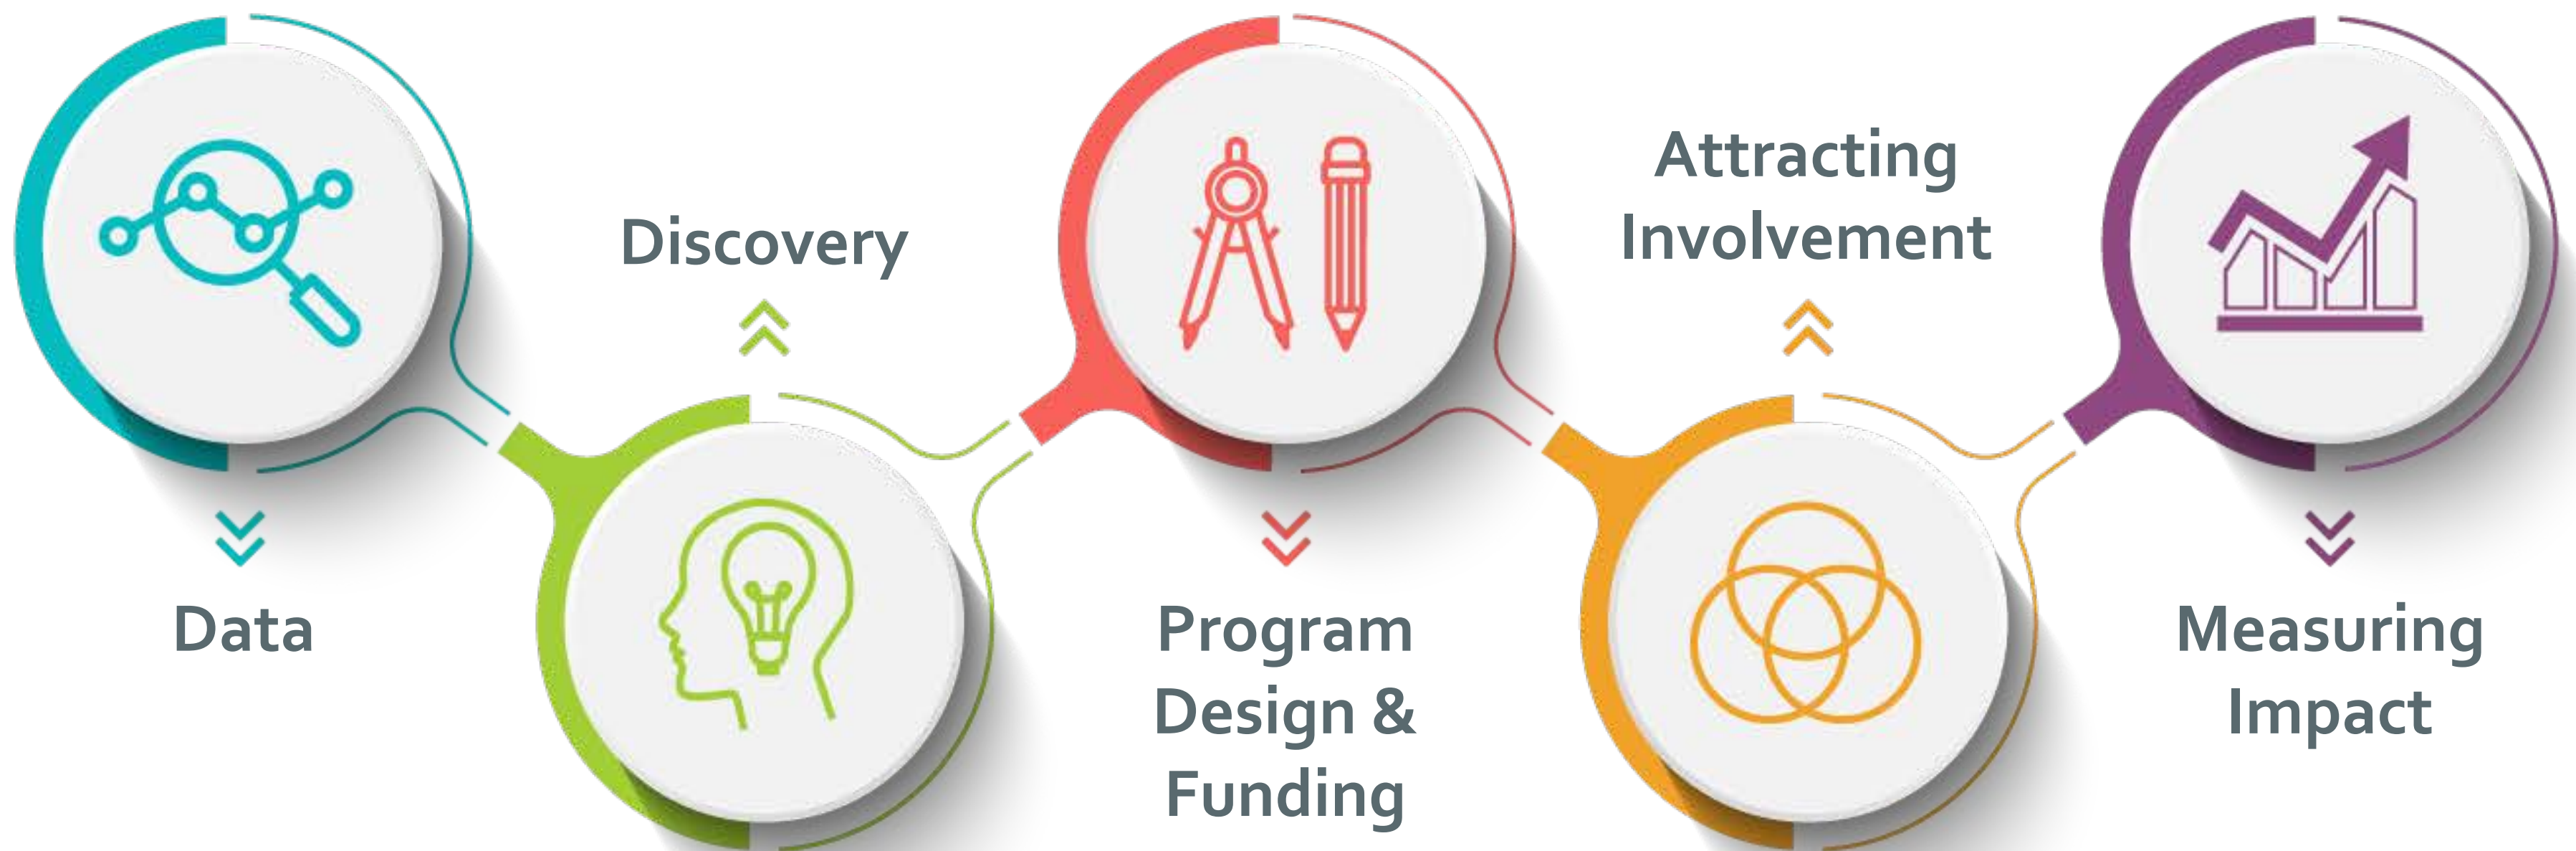 Data
Discovery
Program
Design &
Funding
Attracting
Involvement
Measuring
Impact